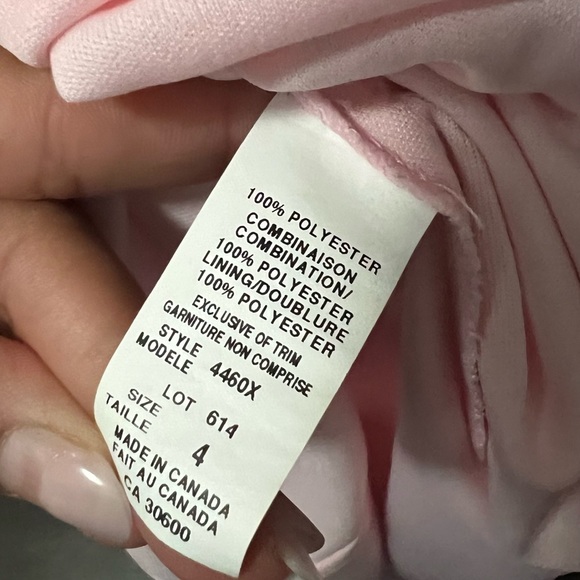 100% POLYESTER
COMBINAISON
COMBINATION/
100% POLYESTER
LINING/DOUBLURE
100% POLYESTER
EXCLUSIVE OF TRIM
GARNITURE NON COMPRISE
STYLE
MODELE 4460X
LOT 614
SIZE
TAILLE 4
MADE IN CANADA
FAIT AU CANADA
CA 30600